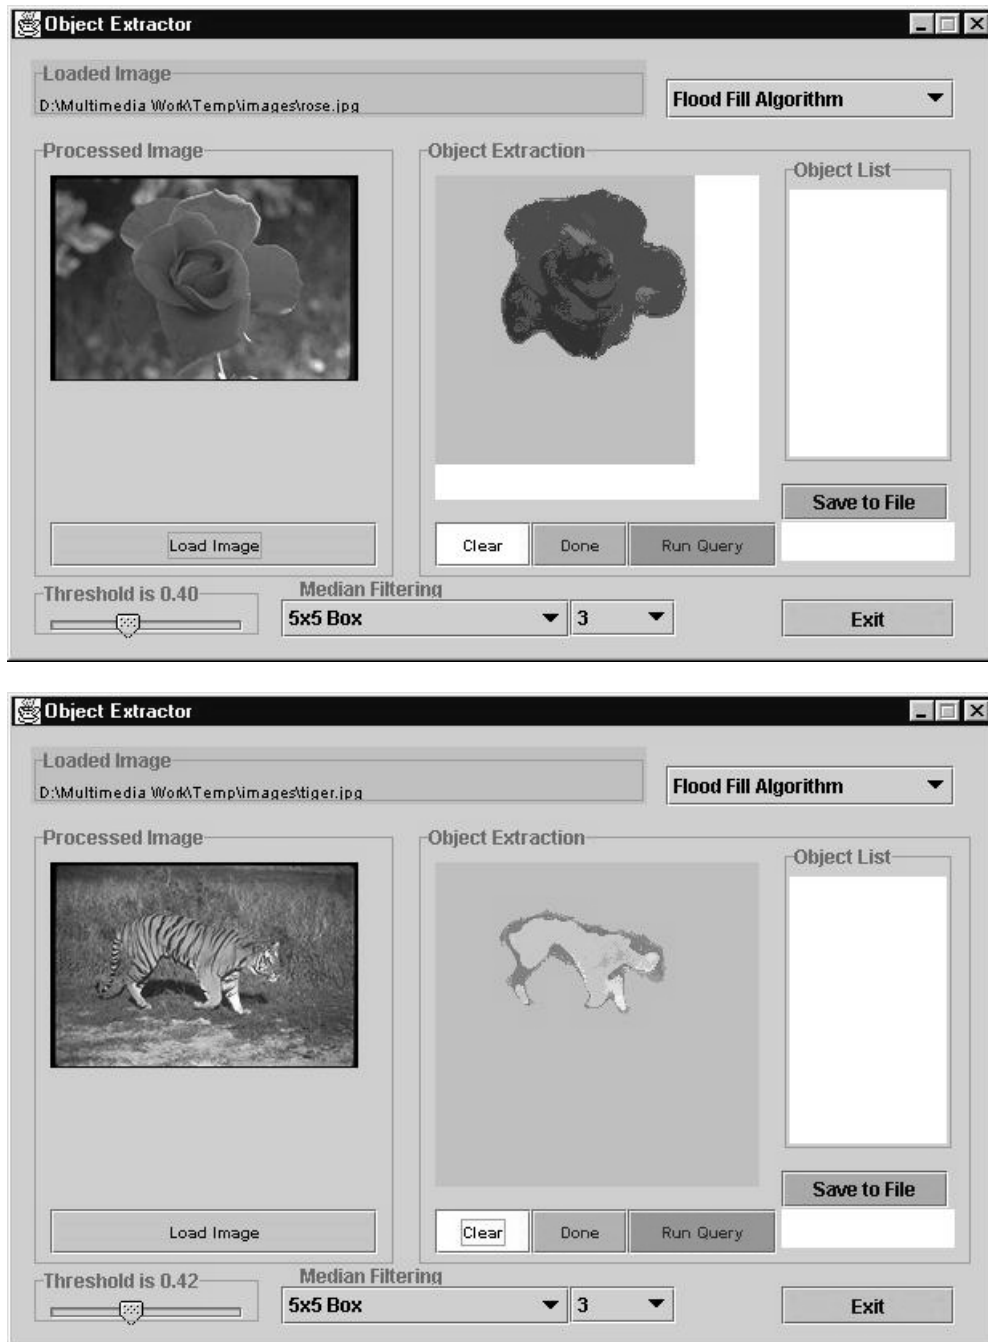 Object Extractor
Loaded Image
D:\Multimedia Work\Temp\images\rose.jpg
Flood Fill Algorithm
Processed Image
Object Extraction
Object List
Save to File
Load Image
Clear
Done
Run Query
Threshold is 0.40
Median Filtering
5x5 Box
3
Exit
Object Extractor
Loaded Image
D:\Multimedia Work\Temp\images\tiger.jpg
Flood Fill Algorithm
Processed Image
Object Extraction
Object List
Save to File
Load Image
Clear
Done
Run Query
Threshold is 0.42
Median Filtering
5x5 Box
3
Exit